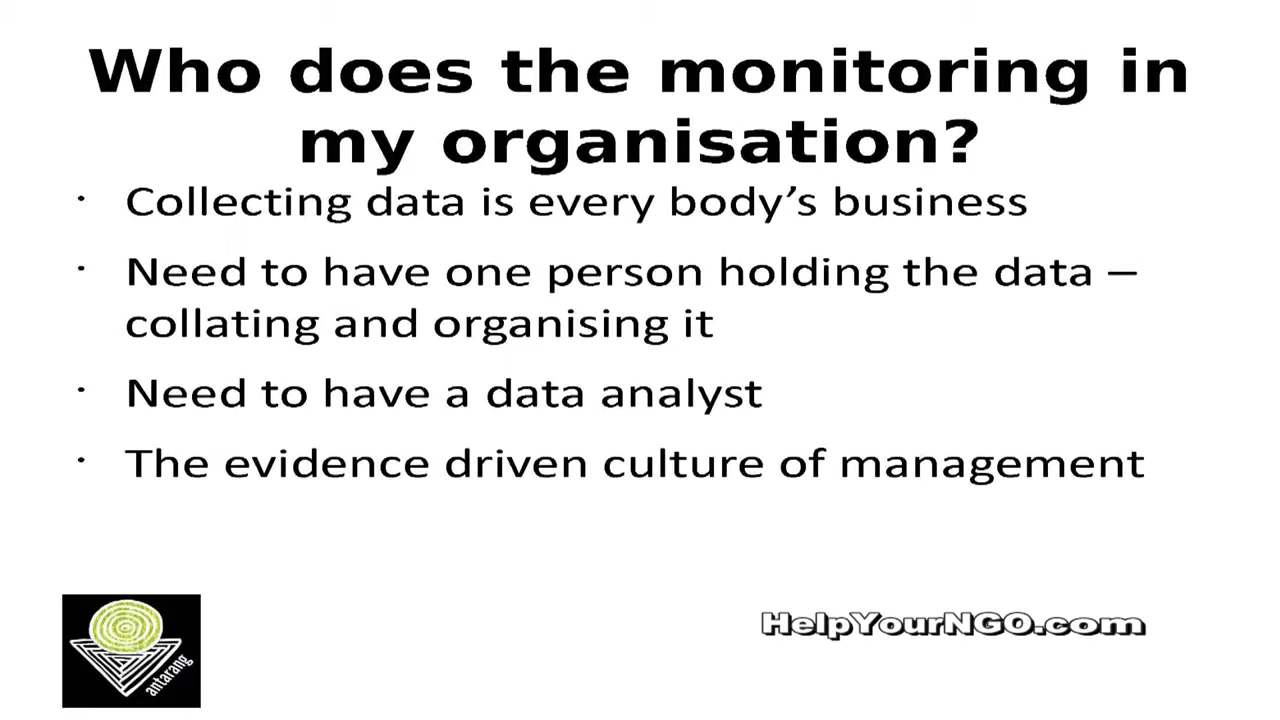 Who does the monitoring in
my organisation?
· Collecting data is every body’s business
· Need to have one person holding the data –
collating and organising it
· Need to have a data analyst
· The evidence driven culture of management
antarang
HelpYourNGO.com